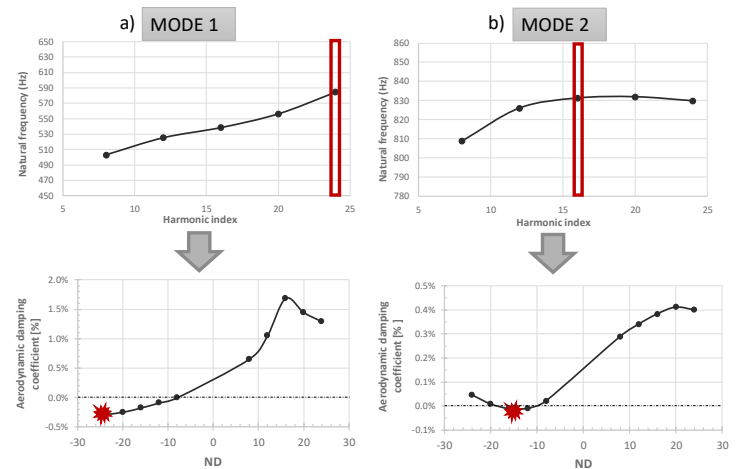 a) MODE 1
650
630
610
590
570
550
530
510
490
470
450
Natural frequency (Hz)
5 10 15 20 25
Harmonic index
b) MODE 2
860
850
840
830
820
810
800
790
780
Natural frequency (Hz)
5 10 15 20 25
Harmonic index
2.0%
1.5%
1.0%
0.5%
0.0%
-0.5%
Aerodynamic damping
coefficient [%]
-30 -20 -10 0 10 20 30
ND
0.5%
0.4%
0.3%
0.2%
0.1%
0.0%
-0.1%
Aerodynamic damping
coefficient [% ]
-30 -20 -10 0 10 20 30
ND